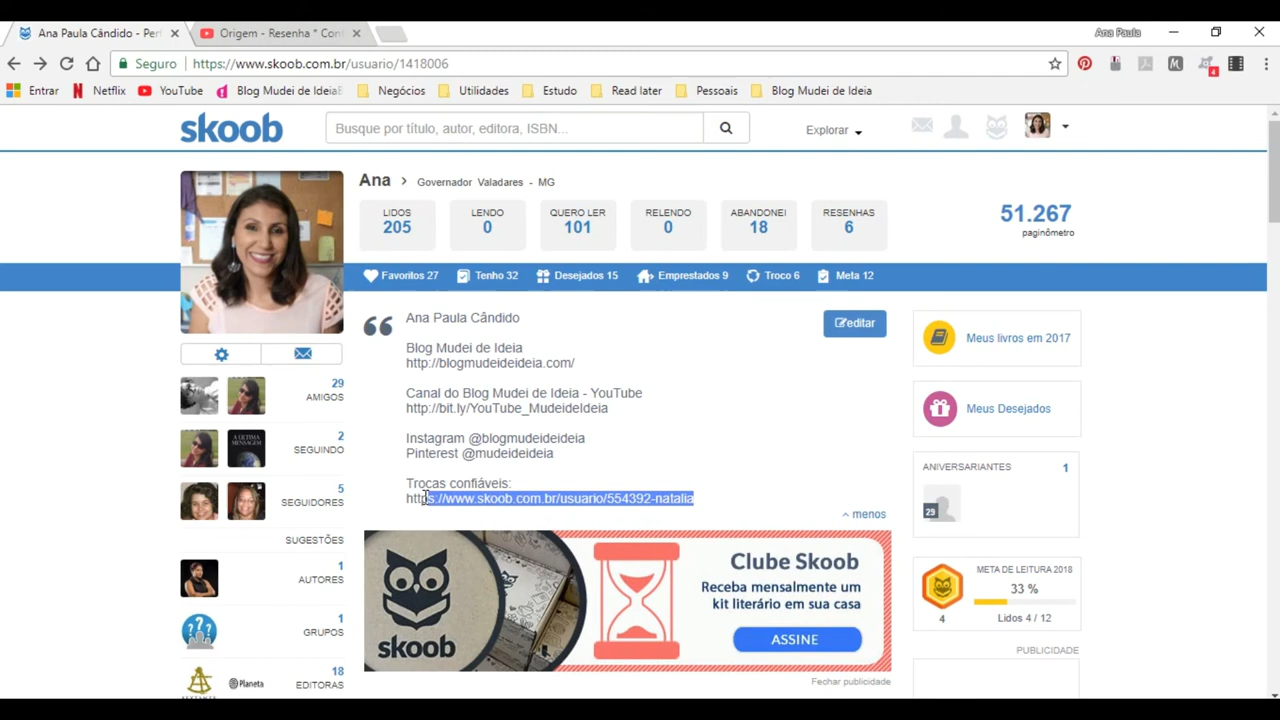 Ana Paula Cândido - Perf
Origem - Resenha * Cont
Ana Paula
Seguro
https://www.skoob.com.br/usuario/1418006
4
Entrar
Netflix
YouTube
Blog Mudei de IdeiaB
Negócios
Utilidades
Estudo
Read later
Pessoais
Blog Mudei de Ideia
skoob
Busque por título, autor, editora, ISBN...
Explorar
Ana > Governador Valadares - MG
LIDOS
205
LENDO
0
QUERO LER
101
RELENDO
0
ABANDONEI
18
RESENHAS
6
51.267
paginômetro
Favoritos 27
Tenho 32
Desejados 15
Emprestados 9
Troco 6
Meta 12
Ana Paula Cândido
editar
Blog Mudei de Ideia
http://blogmudeideideia.com/
Canal do Blog Mudei de Ideia - YouTube
http://bit.ly/YouTube_MudeideIdeia
Instagram @blogmudeideideia
Pinterest @mudeideideia
Trocas confiáveis:
https://www.skoob.com.br/usuario/554392-natalia
menos
29
AMIGOS
2
SEGUINDO
A ÚLTIMA
MENSAGEM
5
SEGUIDORES
SUGESTÕES
1
AUTORES
1
GRUPOS
18
EDITORAS
Planeta
skoob
Clube Skoob
Receba mensalmente um
kit literário em sua casa
ASSINE
Fechar publicidade
Meus livros em 2017
Meus Desejados
ANIVERSARIANTES
1
29
META DE LEITURA 2018
33 %
4
Lidos 4 / 12
PUBLICIDADE